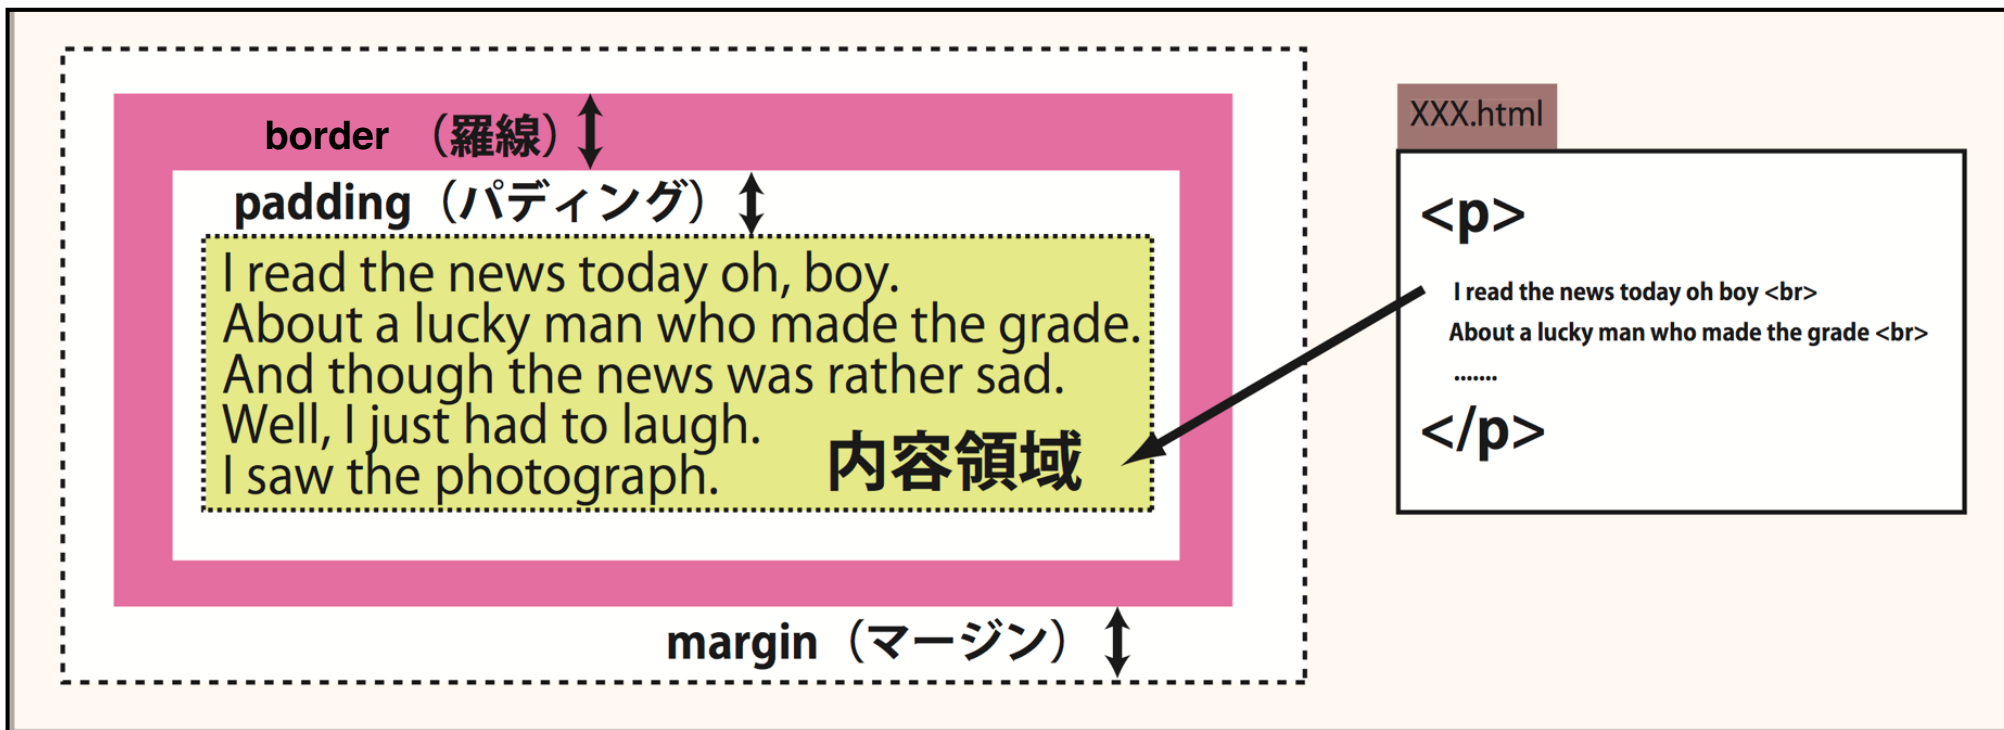 border （羅線）
padding（パディング）
I read the news today oh, boy.
About a lucky man who made the grade.
And though the news was rather sad.
Well, I just had to laugh.
I saw the photograph.
内容領域
margin（マージン）
XXX.html
<p>
I read the news today oh boy <br>
About a lucky man who made the grade <br>
.......
</p>